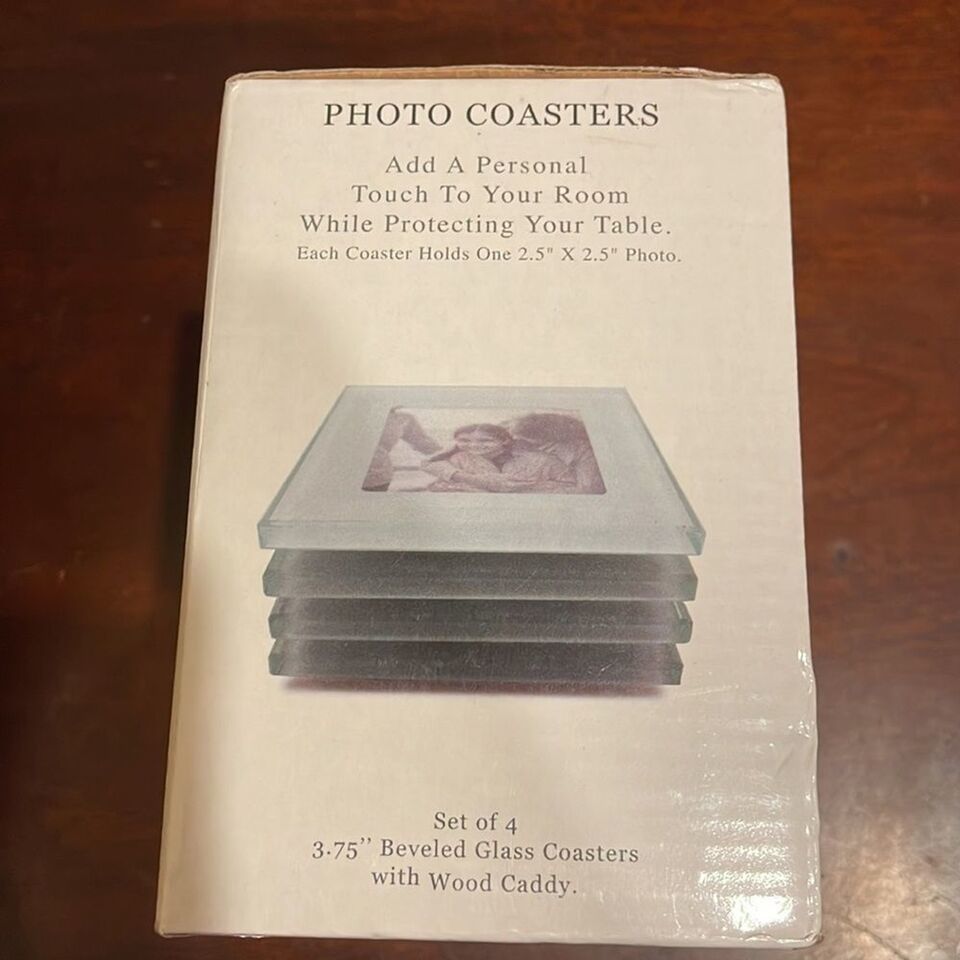 PHOTO COASTERS
Add A Personal
Touch To Your Room
While Protecting Your Table.
Each Coaster Holds One 2.5" X 2.5" Photo.
Set of 4
3.75’’ Beveled Glass Coasters
with Wood Caddy.